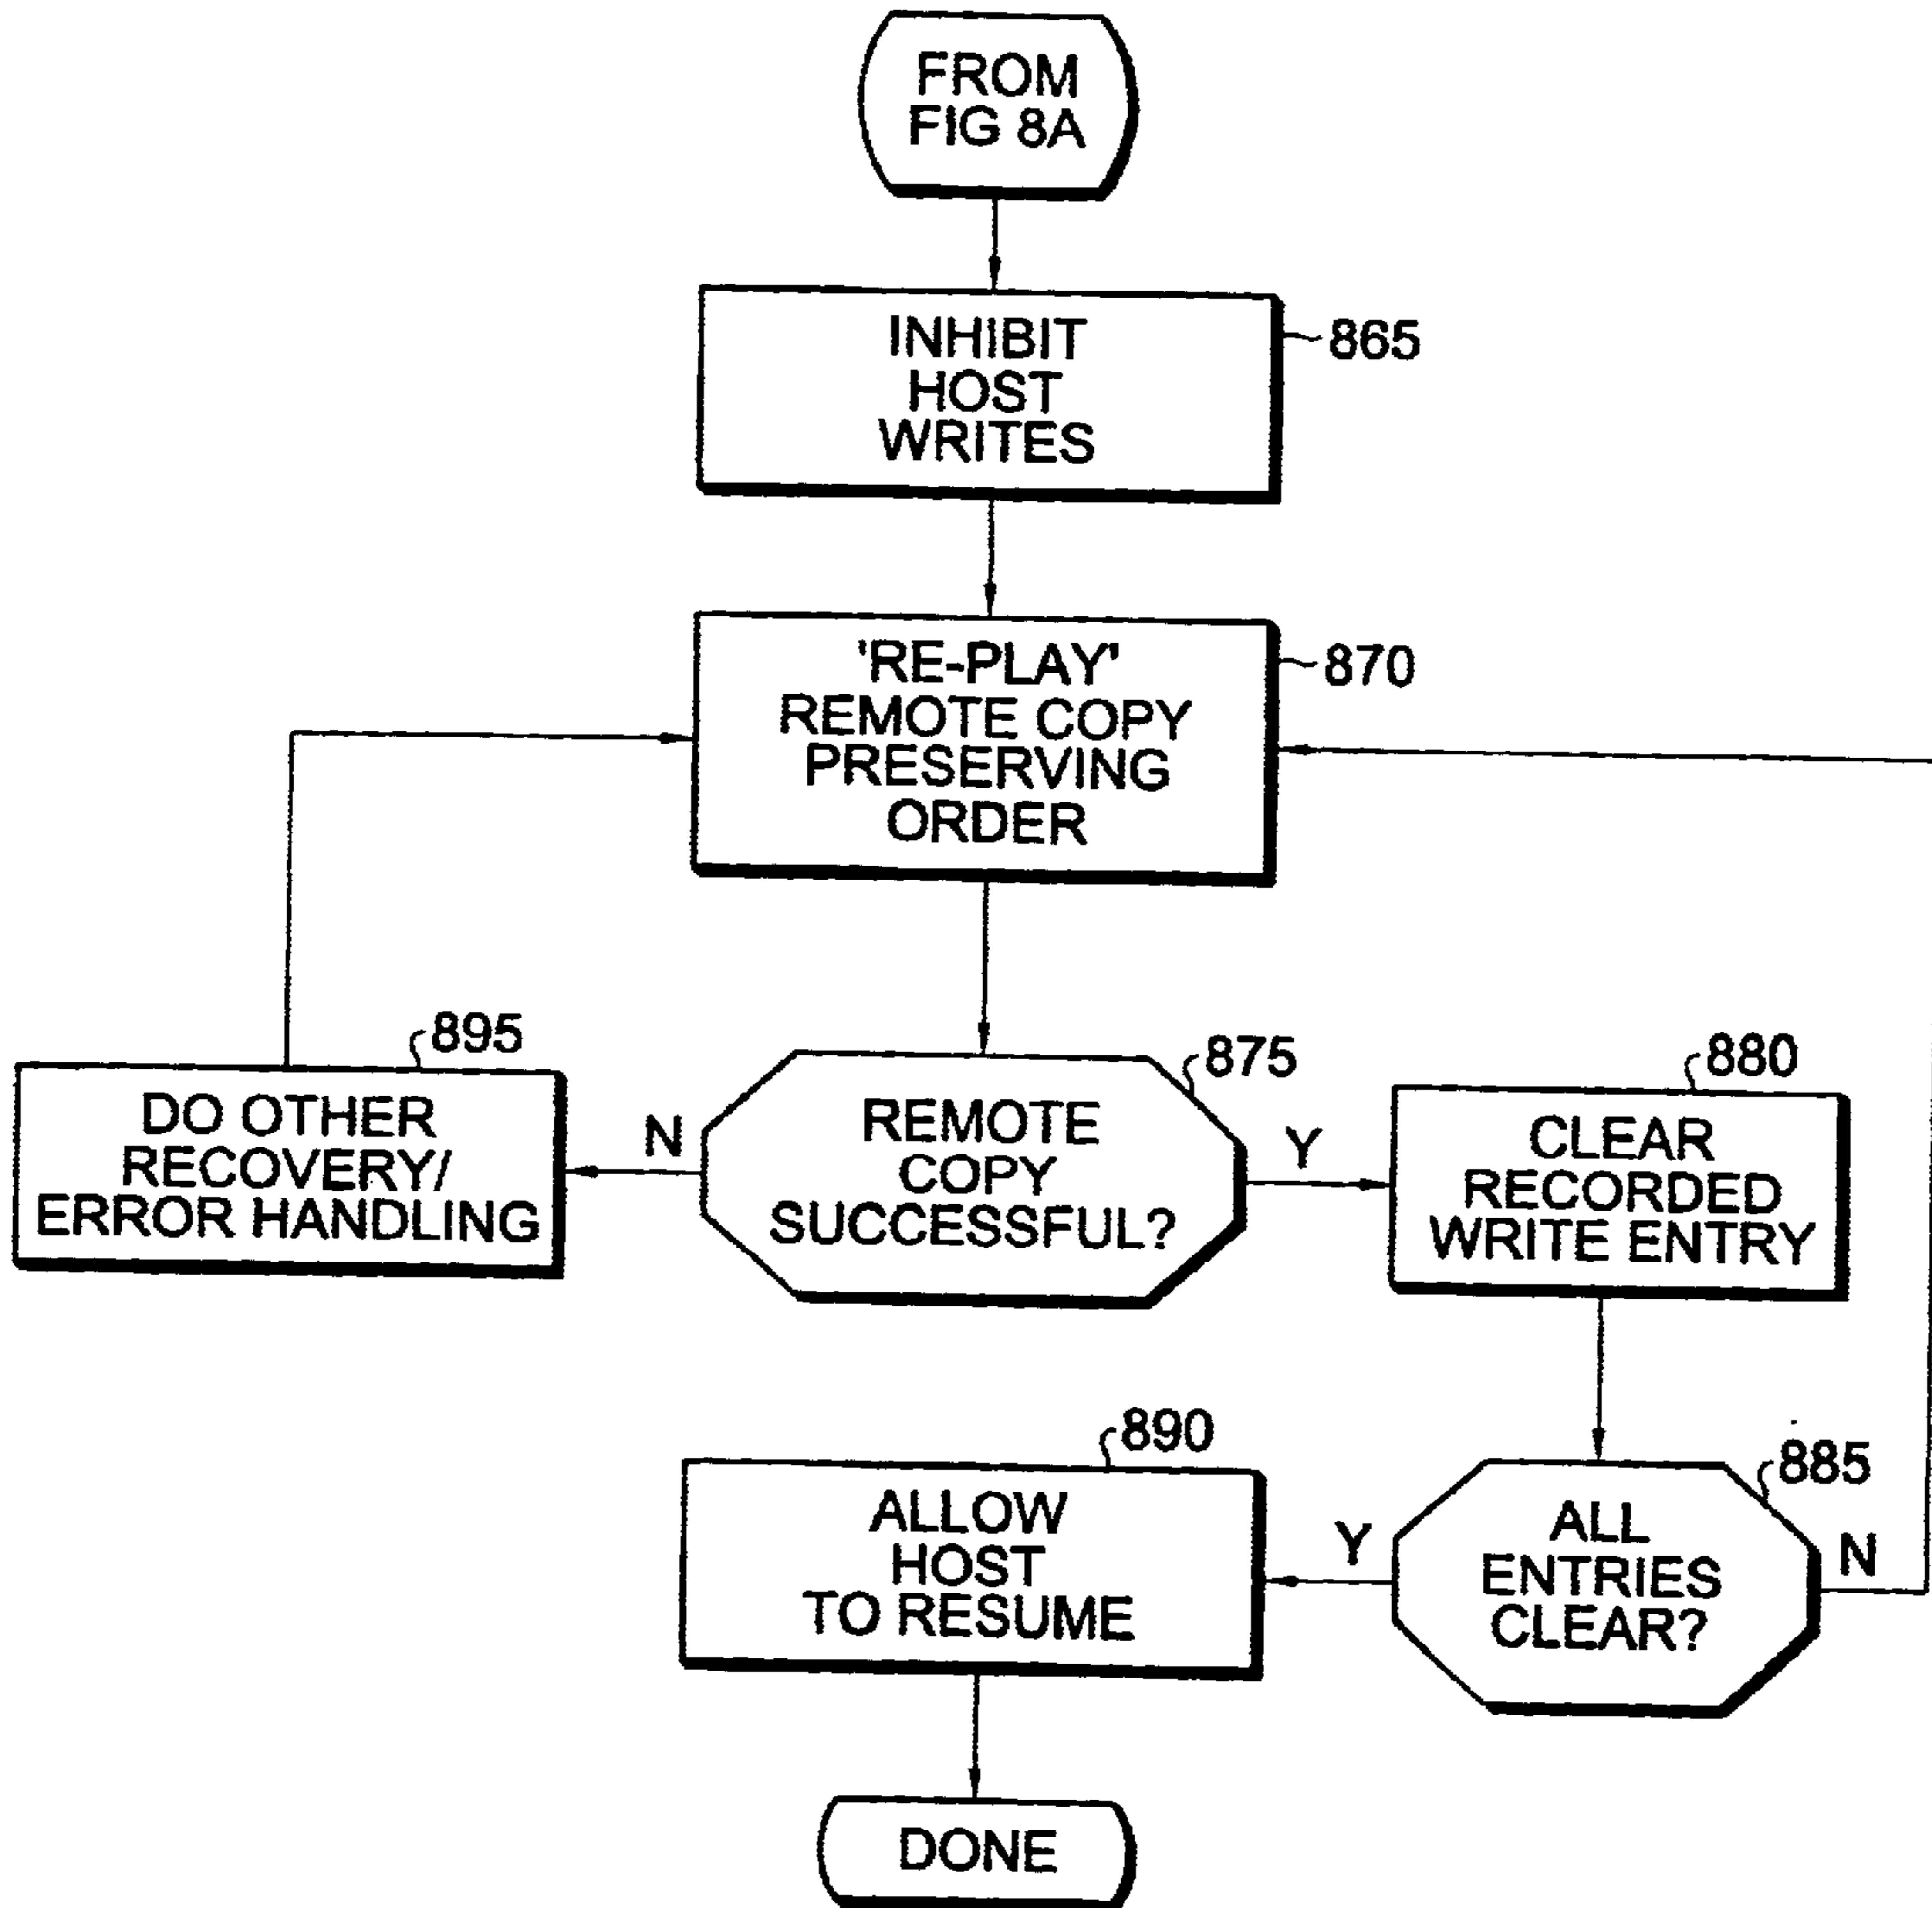 FROM
FIG 8A
INHIBIT
HOST
WRITES
865
'RE-PLAY'
REMOTE COPY
PRESERVING
ORDER
870
895
DO OTHER
RECOVERY/
ERROR HANDLING
N
875
REMOTE
COPY
SUCCESSFUL?
Y
880
CLEAR
RECORDED
WRITE ENTRY
890
ALLOW
HOST
TO RESUME
Y
885
ALL
ENTRIES
CLEAR?
N
DONE